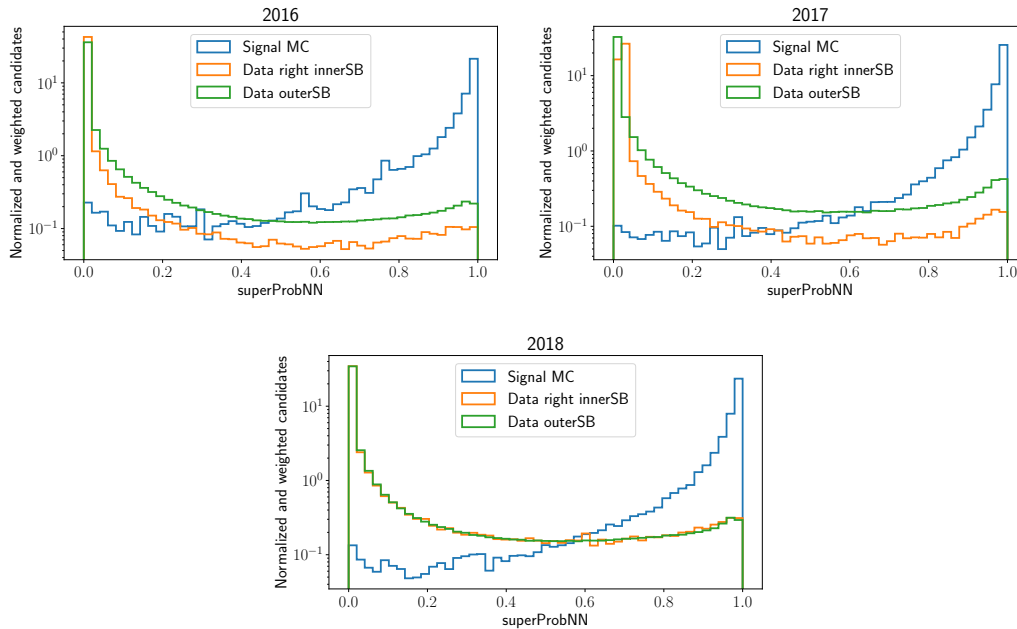 2016
Signal MC
Data right innerSB
Data outerSB
Normalized and weighted candidates
10^1
10^0
10^{-1}
0.0 0.2 0.4 0.6 0.8 1.0
superProbNN
2017
Signal MC
Data right innerSB
Data outerSB
Normalized and weighted candidates
10^1
10^0
10^{-1}
0.0 0.2 0.4 0.6 0.8 1.0
superProbNN
2018
Signal MC
Data right innerSB
Data outerSB
Normalized and weighted candidates
10^1
10^0
10^{-1}
0.0 0.2 0.4 0.6 0.8 1.0
superProbNN